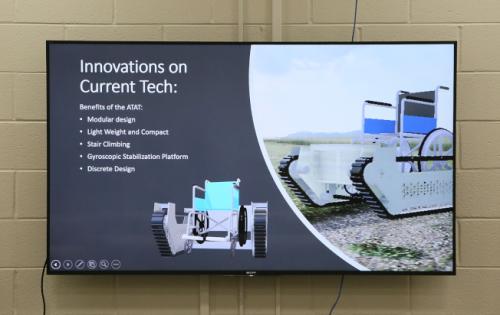 Innovations on
Current Tech:
Benefits of the ATAT:
• Modular design
• Light Weight and Compact
• Stair Climbing
• Gyroscopic Stabilization Platform
• Discrete Design